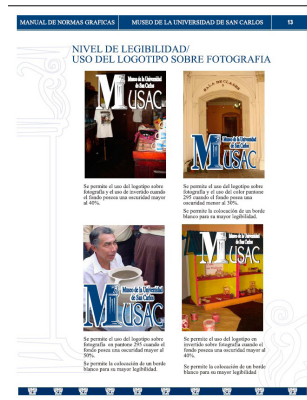 MANUAL DE NORMAS GRAFICAS
MUSEO DE LA UNIVERSIDAD DE SAN CARLOS
13
NIVEL DE LEGIBILIDAD/
USO DEL LOGOTIPO SOBRE FOTOGRAFIA
Museo de la Universidad
de San Carlos
MUSAC
SALA DECLARED
Museo de la Universidad
de San Carlos
MUSAC
Se permite el uso del logotipo sobre
fotografía y el uso de invertido cuando
el fondo posea una oscuridad mayor
al 40%.
Se permite el uso del logotipo sobre
fotografía y el uso del color pantone
295 cuando el fondo posea una
oscuridad menor al 30%.
Se permite la colocación de un borde
blanco para su mayor legibilidad.
Museo de la Universidad
de San Carlos
MUSAC
Museo de la Universidad
de San Carlos
MUSAC
Se permite el uso del logotipo sobre
fotografía en pantone 295 cuando el
fondo posea una oscuridad mayor al
50%.
Se permite la colocación de un borde
blanco para su mayor legibilidad.
Se permite el uso del logotipo en
invertido sobre fotografía cuando el
fondo poseea una oscuridad mayor al
40%.
Se permite la colocación de un borde
blanco para su mayor legibilidad